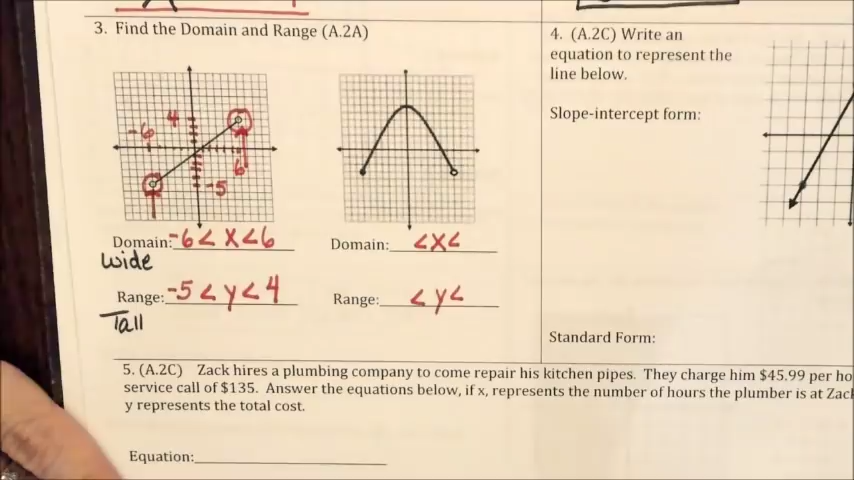 3. Find the Domain and Range (A.2A)
-6
4
6
-5
Domain: -6 < x < 6
wide
Range: -5 < y < 4
Tall
Domain: < x <
Range: < y <
4. (A.2C) Write an
equation to represent the
line below.
Slope-intercept form:
Standard Form:
5. (A.2C) Zack hires a plumbing company to come repair his kitchen pipes. They charge him $45.99 per ho
service call of $135. Answer the equations below, if x, represents the number of hours the plumber is at Zac
y represents the total cost.
Equation: